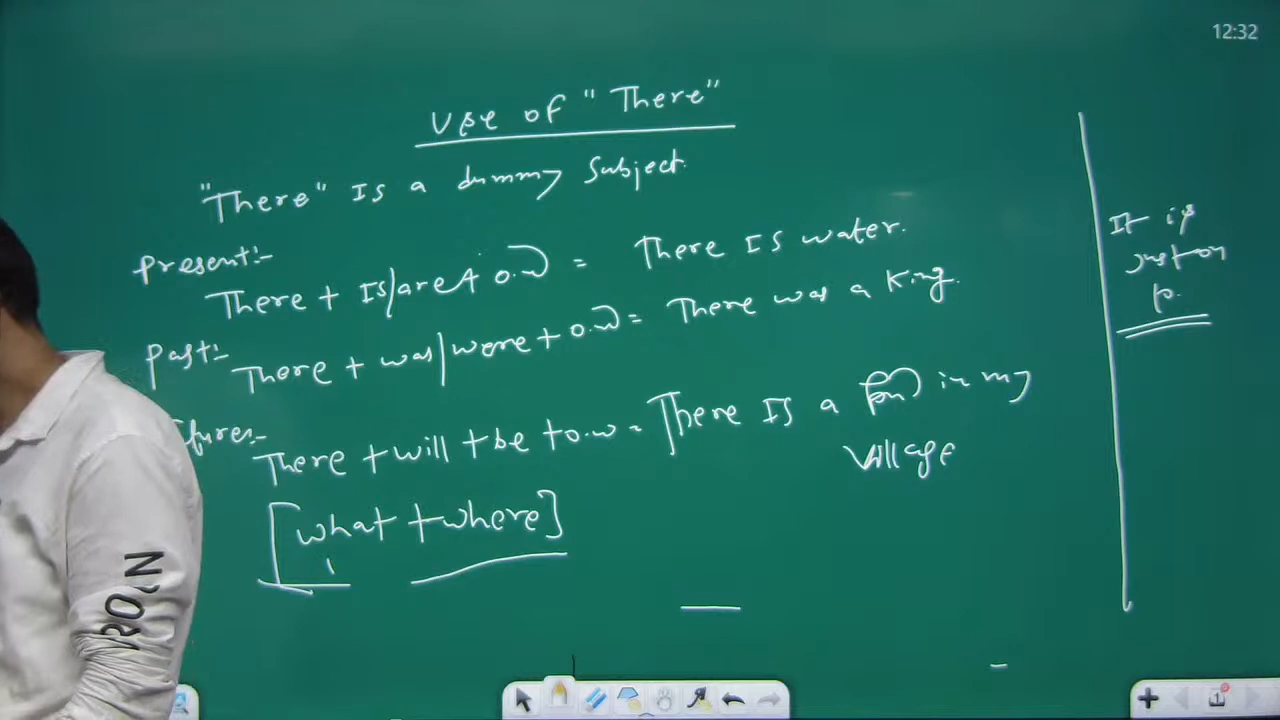 12:32
Use of "There"
"There" Is a dummy Subject.
Present:-
There + Is/are + o.w = There Is water.
Past:-
There + was/were + o.w = There was a King.
There + will + be + o.w = There Is a in my
village
[what + where]
It is